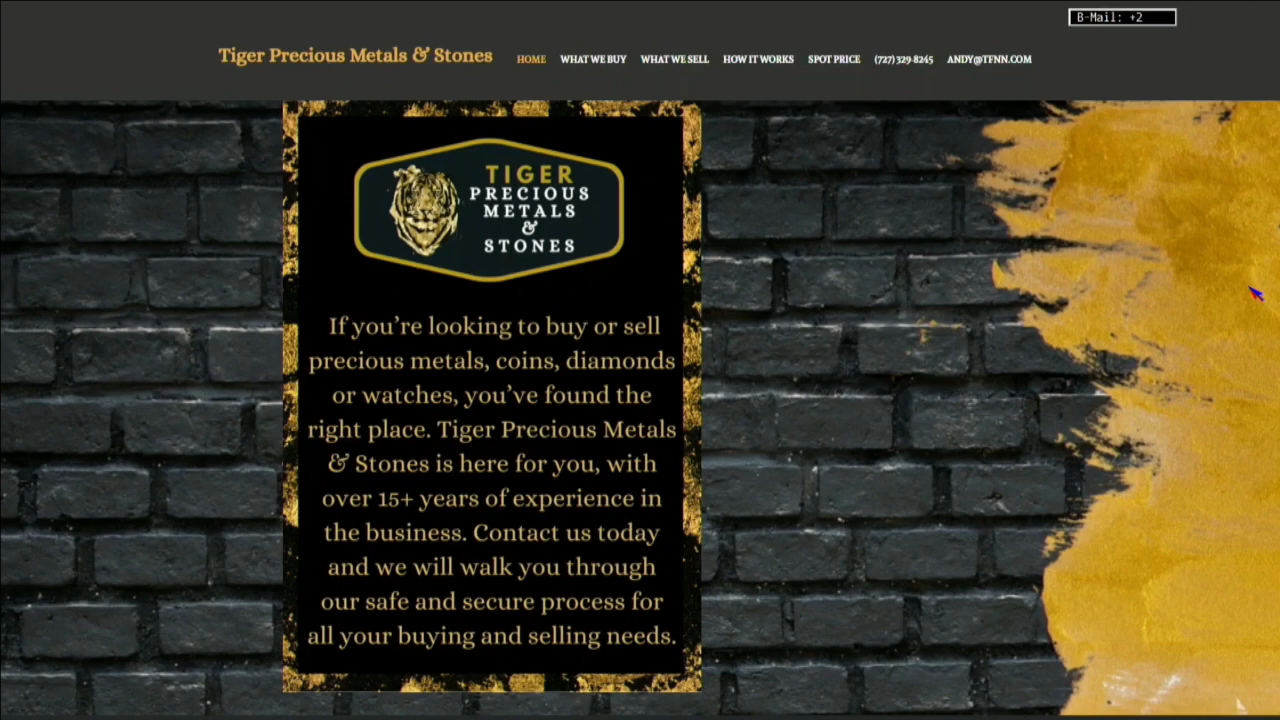 B-Mail: +2
Tiger Precious Metals & Stones
HOME WHAT WE BUY WHAT WE SELL HOW IT WORKS SPOT PRICE (727) 329-8245 ANDY@TFNN.COM
TIGER
PRECIOUS
METALS
&
STONES
If you’re looking to buy or sell
precious metals, coins, diamonds
or watches, you’ve found the
right place. Tiger Precious Metals
& Stones is here for you, with
over 15+ years of experience in
the business. Contact us today
and we will walk you through
our safe and secure process for
all your buying and selling needs.